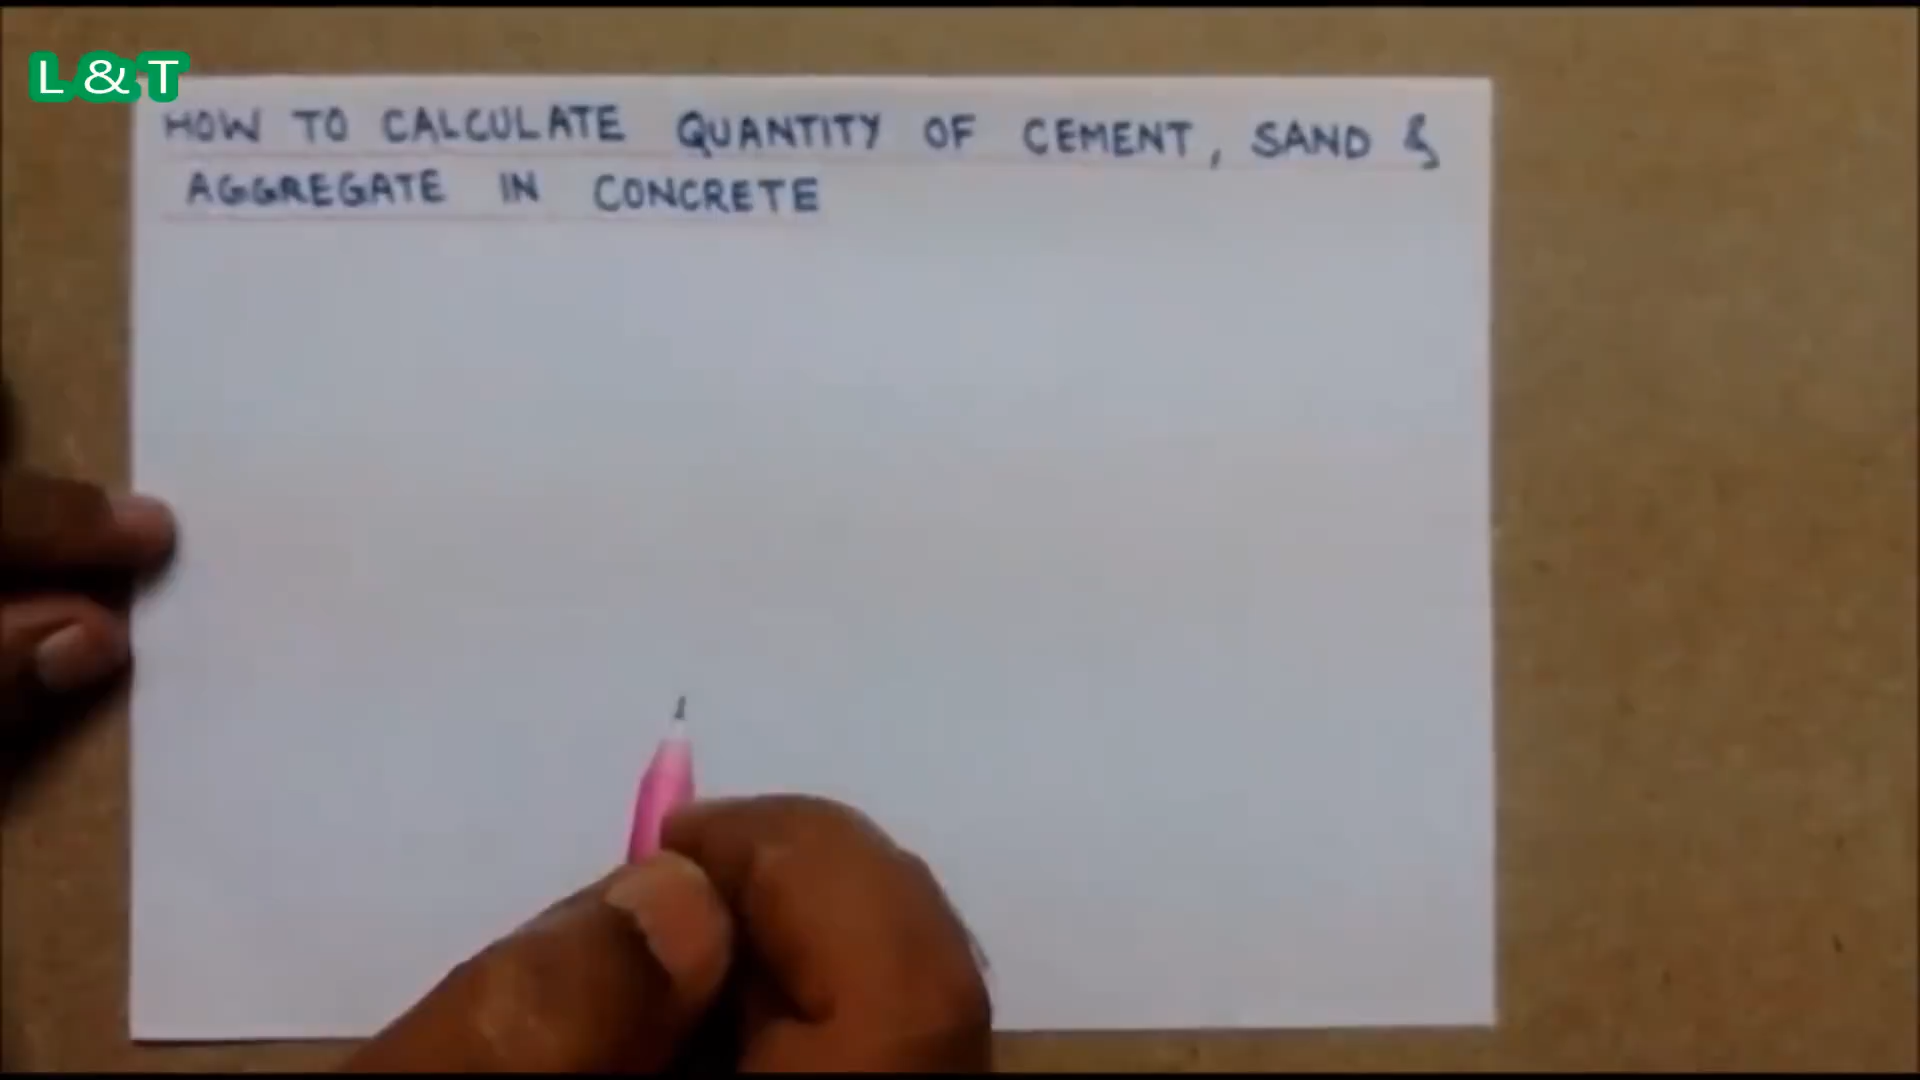 L & T
HOW TO CALCULATE QUANTITY OF CEMENT, SAND &
AGGREGATE IN CONCRETE